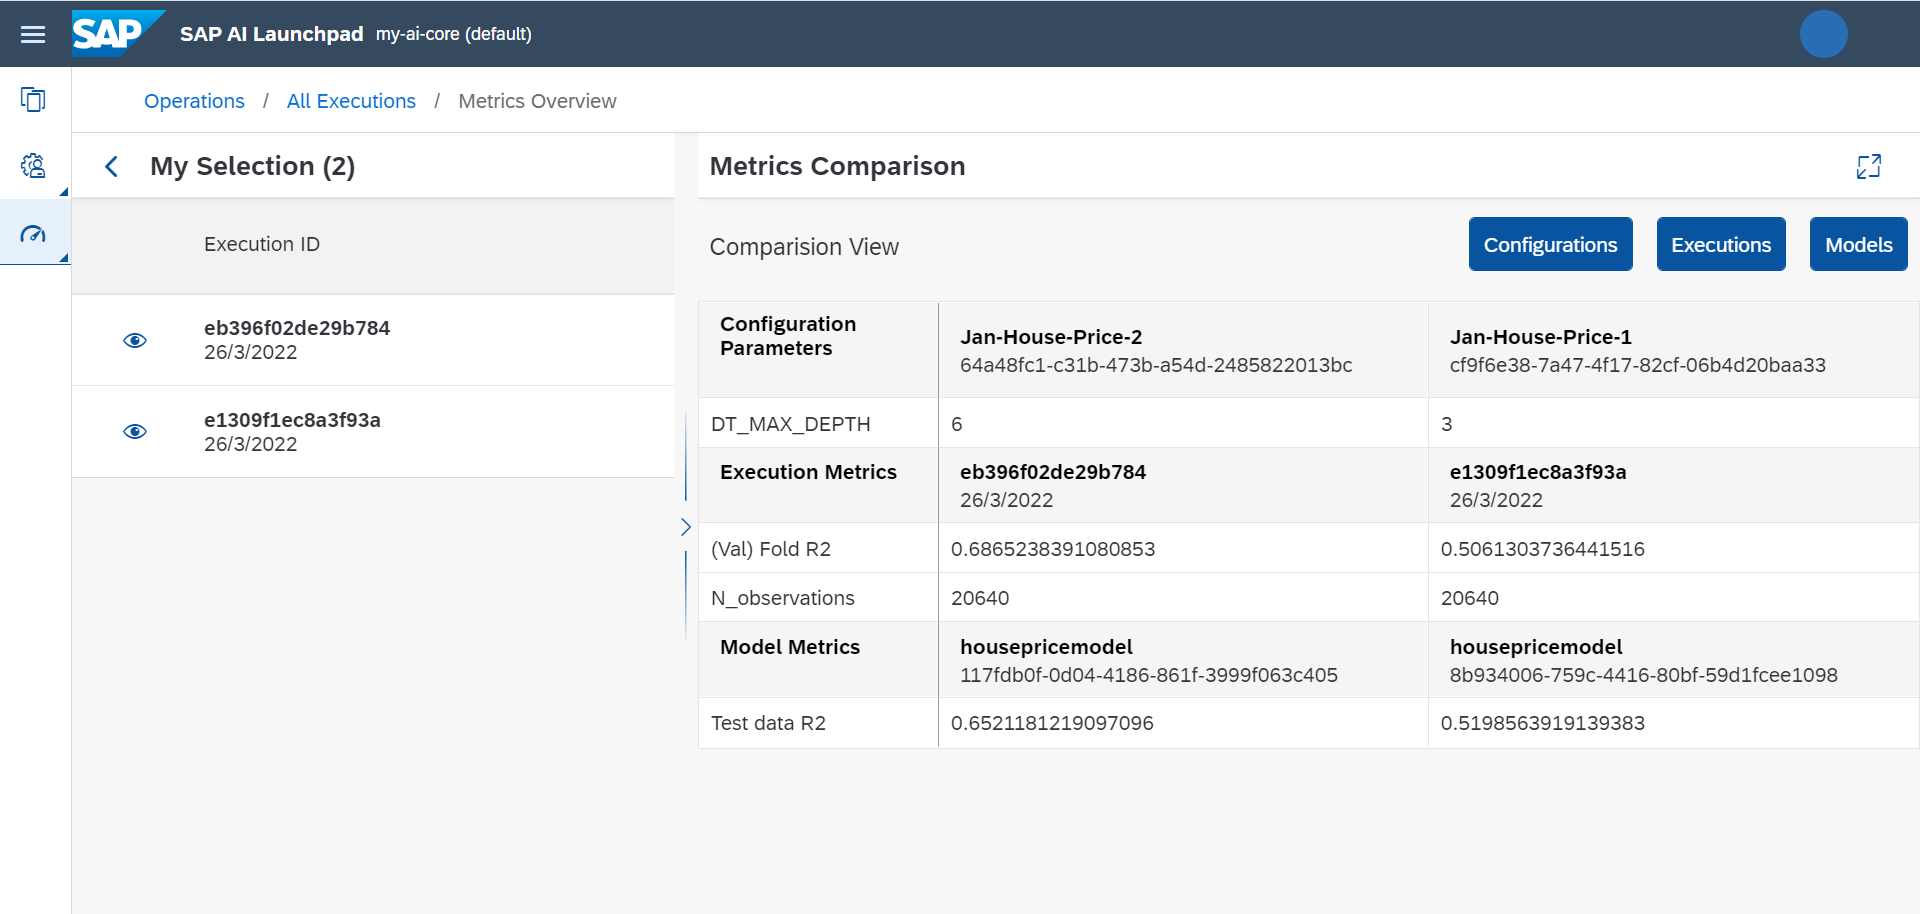 SAP SAP AI Launchpad my-ai-core (default)
Operations / All Executions / Metrics Overview
My Selection (2)
Execution ID
eb396f02de29b784
26/3/2022
e1309f1ec8a3f93a
26/3/2022
Metrics Comparison
Comparision View Configurations Executions Models
Configuration
Parameters
Jan-House-Price-2
64a48fc1-c31b-473b-a54d-2485822013bc
Jan-House-Price-1
cf9f6e38-7a47-4f17-82cf-06b4d20baa33
DT_MAX_DEPTH 6 3
Execution Metrics eb396f02de29b784 e1309f1ec8a3f93a
26/3/2022 26/3/2022
(Val) Fold R2 0.6865238391080853 0.5061303736441516
N_observations 20640 20640
Model Metrics housepricemodel housepricemodel
117fdb0f-0d04-4186-861f-3999f063c405 8b934006-759c-4416-80bf-59d1fcee1098
Test data R2 0.6521181219097096 0.5198563919139383